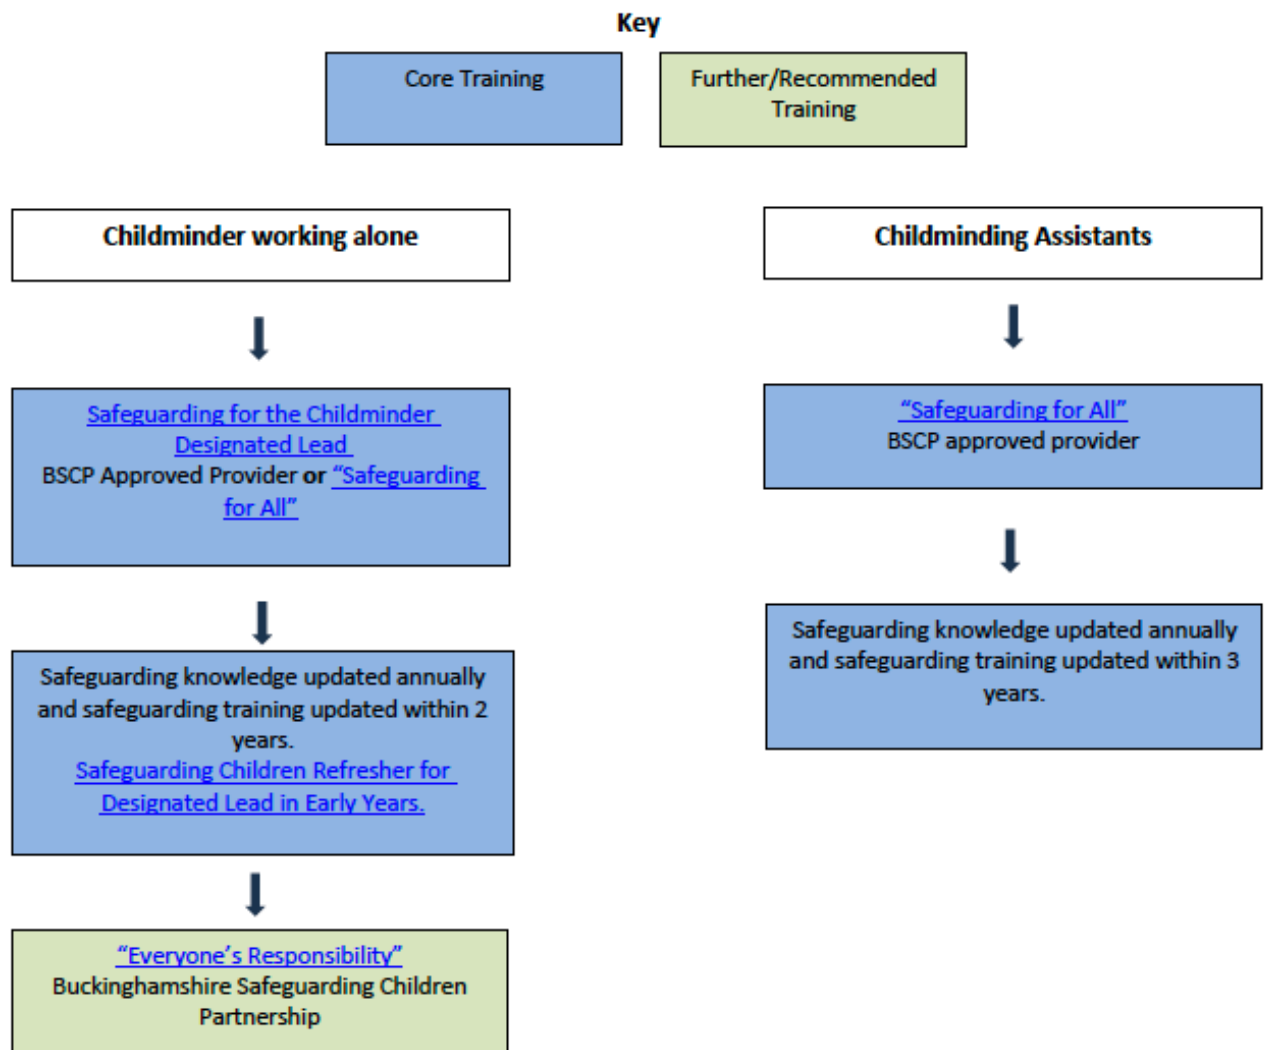 Key
Core Training
Further/Recommended
Training
Childminder working alone
Childminding Assistants
Safeguarding for the Childminder
Designated Lead
BSCP Approved Provider or “Safeguarding
for All”
“Safeguarding for All”
BSCP approved provider
Safeguarding knowledge updated annually
and safeguarding training updated within 2
years.
Safeguarding Children Refresher for
Designated Lead in Early Years.
Safeguarding knowledge updated annually
and safeguarding training updated within 3
years.
“Everyone’s Responsibility”
Buckinghamshire Safeguarding Children
Partnership